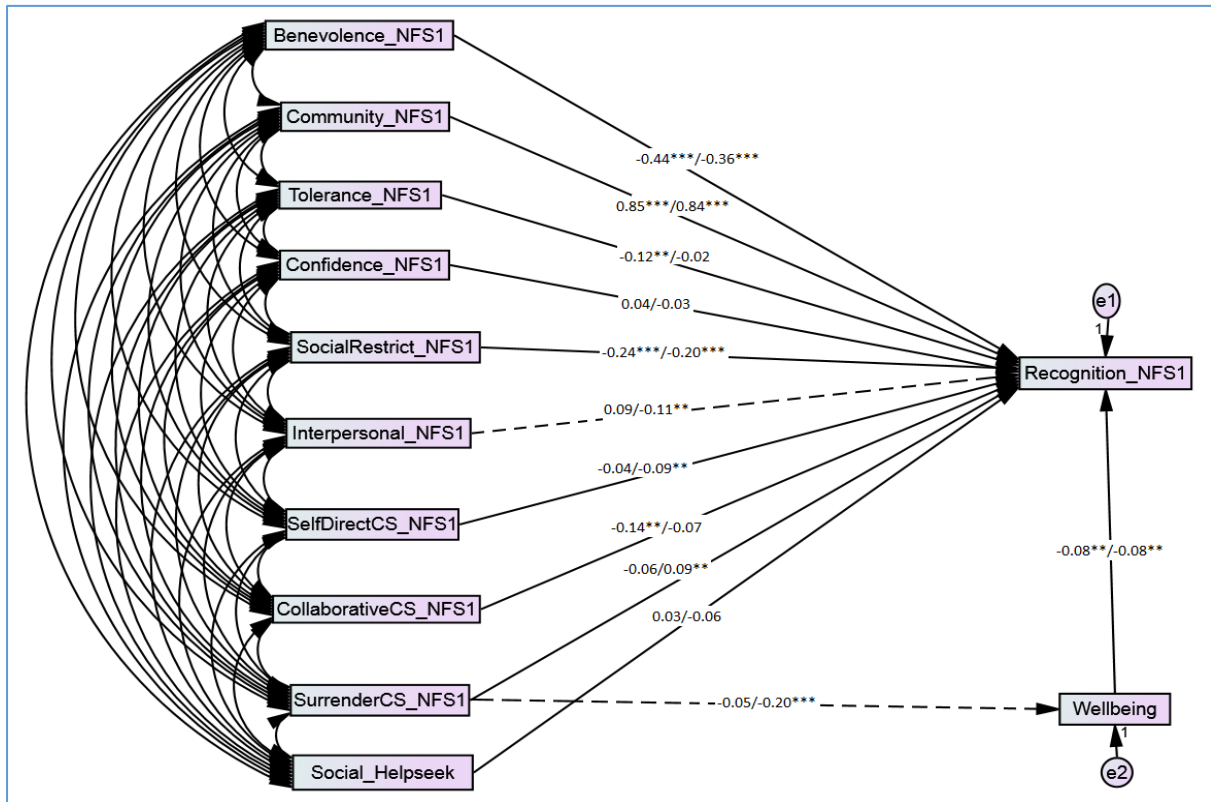 Benevolence_NFS1
Community_NFS1
-0.44***/-0.36***
Tolerance_NFS1
0.85***/0.84***
-0.12**/-0.02
Confidence_NFS1
0.04/-0.03
e1
1
SocialRestrict_NFS1
-0.24***/-0.20***
Recognition_NFS1
0.09/-0.11**
Interpersonal_NFS1
-0.04/-0.09**
SelfDirectCS_NFS1
-0.14**/-0.07
-0.08**/-0.08**
-0.06/0.09**
CollaborativeCS_NFS1
0.03/-0.06
SurrenderCS_NFS1
-0.05/-0.20***
Wellbeing
1
Social_Helpseek
e2